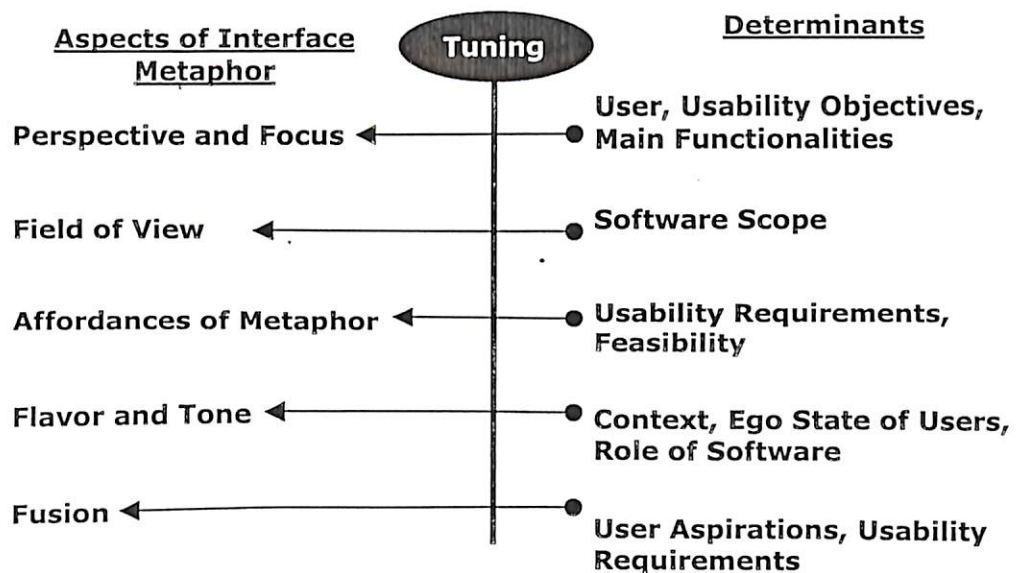 Aspects of Interface
Metaphor
Tuning
Determinants
Perspective and Focus
User, Usability Objectives,
Main Functionalities
Field of View
Software Scope
Affordances of Metaphor
Usability Requirements,
Feasibility
Flavor and Tone
Context, Ego State of Users,
Role of Software
Fusion
User Aspirations, Usability
Requirements